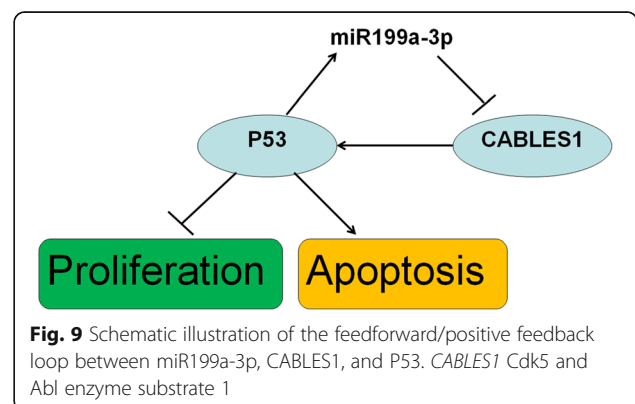 miR199a-3p
P53
CABLES1
Proliferation
Apoptosis
Fig. 9 Schematic illustration of the feedforward/positive feedback
loop between miR199a-3p, CABLES1, and P53. CABLES1 Cdk5 and
Abl enzyme substrate 1